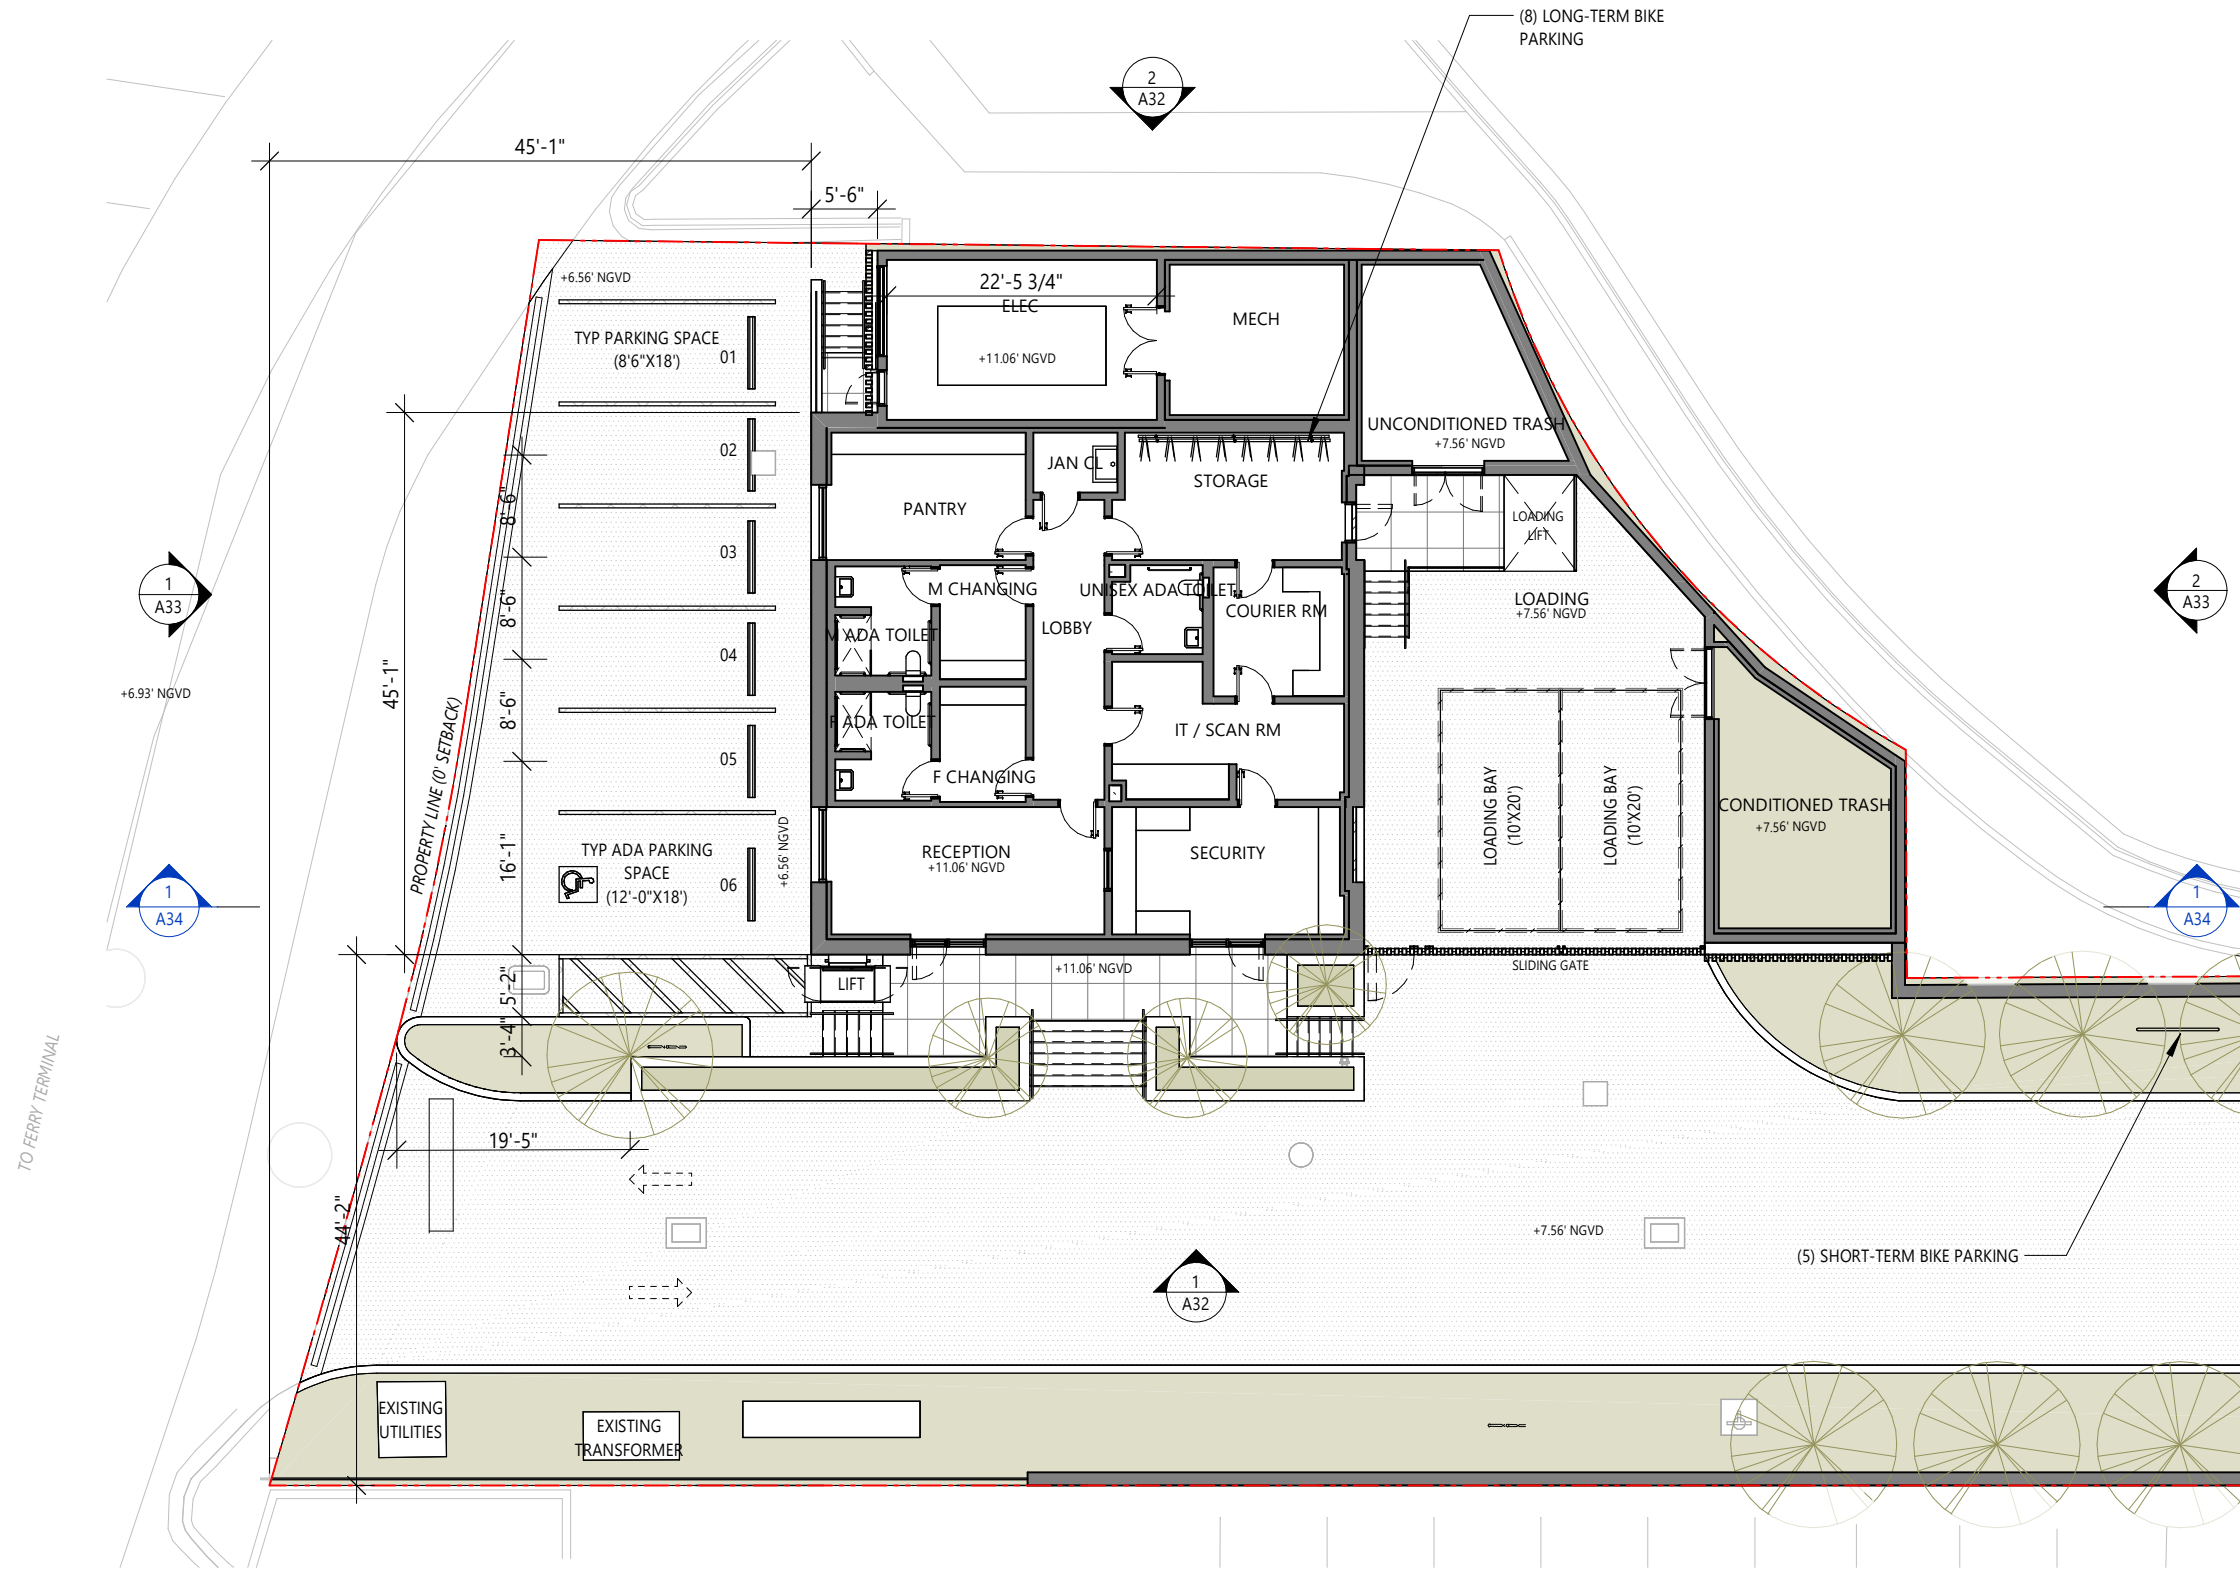 (8) LONG-TERM BIKE
PARKING
2
A32
45'-1"
5'-6"
+6.56' NGVD
22'-5 3/4"
ELEC
+11.06' NGVD
MECH
TYP PARKING SPACE
(8'6"X18')
01
UNCONDITIONED TRASH
+7.56' NGVD
02
JAN CL
STORAGE
PANTRY
8'-6"
LOADING
LIFT
03
1
A33
2
A33
M CHANGING
UNISEX ADA TOILET
COURIER RM
LOADING
+7.56' NGVD
8'-6"
LOBBY
M ADA TOILET
04
45'-1"
+6.93' NGVD
8'-6"
F ADA TOILET
IT / SCAN RM
PROPERTY LINE (0' SETBACK)
05
F CHANGING
LOADING BAY
(10'X20')
LOADING BAY
(10'X20')
CONDITIONED TRASH
+7.56' NGVD
16'-1"
TYP ADA PARKING
SPACE
(12'-0"X18')
06
+6.56' NGVD
RECEPTION
+11.06' NGVD
SECURITY
1
A34
1
A34
SLIDING GATE
+11.06' NGVD
LIFT
5'-2"
3'-4"
TO FERRY TERMINAL
19'-5"
44'-2"
+7.56' NGVD
(5) SHORT-TERM BIKE PARKING
1
A32
EXISTING
UTILITIES
EXISTING
TRANSFORMER